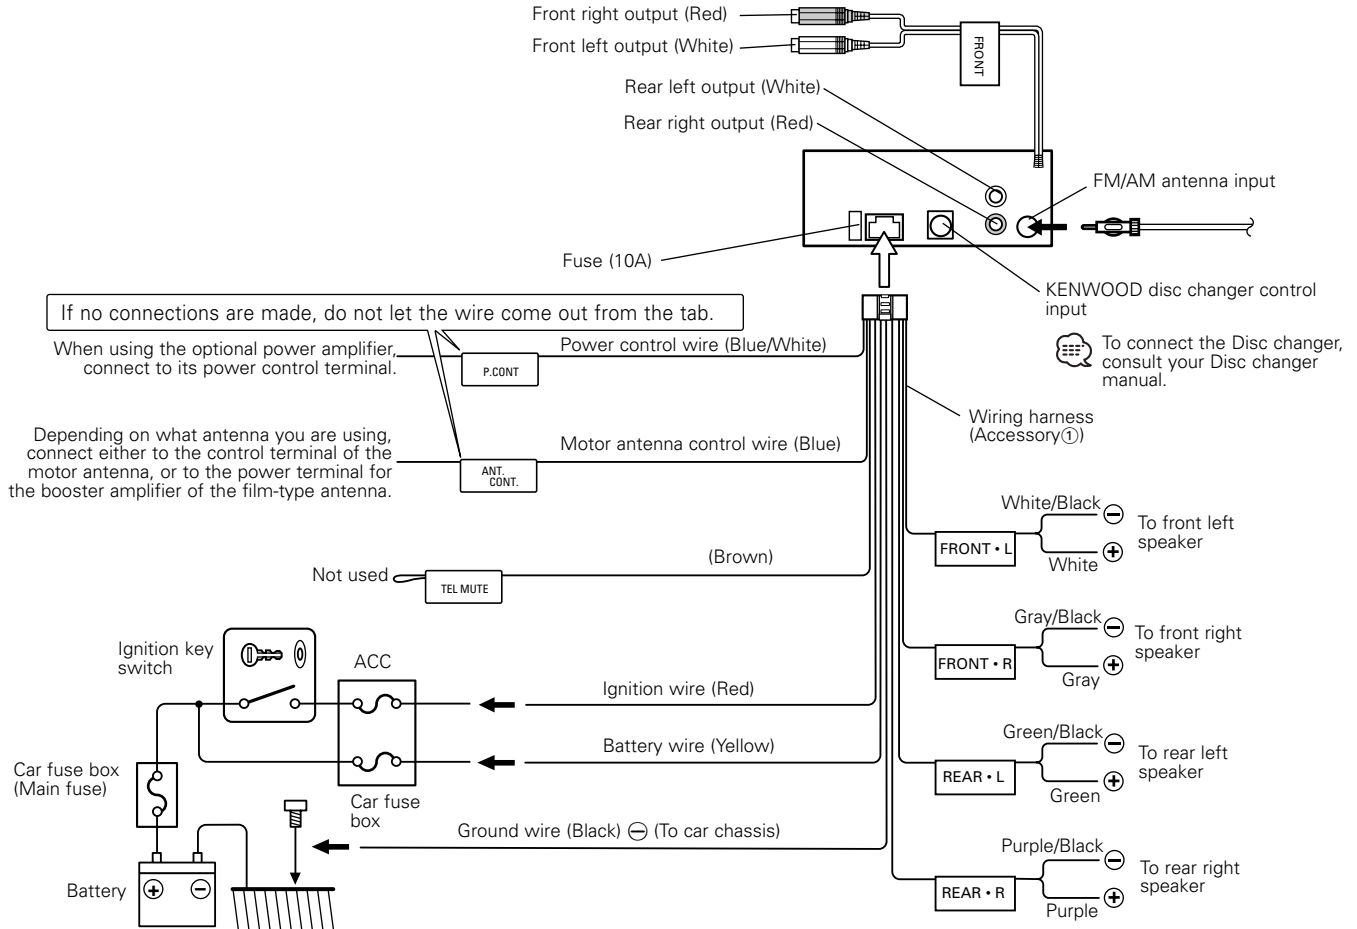 Front right output (Red)
Front left output (White)
FRONT
Rear left output (White)
Rear right output (Red)
FM/AM antenna input
Fuse (10A)
KENWOOD disc changer control
input
To connect the Disc changer,
consult your Disc changer
manual.
If no connections are made, do not let the wire come out from the tab.
When using the optional power amplifier,
connect to its power control terminal.
P.CONT
Power control wire (Blue/White)
Wiring harness
(Accessory①)
Depending on what antenna you are using,
connect either to the control terminal of the
motor antenna, or to the power terminal for
the booster amplifier of the film-type antenna.
ANT.
CONT.
Motor antenna control wire (Blue)
White/Black ⊖
FRONT • L
White ⊕
To front left
speaker
Not used
TEL MUTE
(Brown)
Gray/Black ⊖
FRONT • R
Gray ⊕
To front right
speaker
Ignition key
switch
ACC
Ignition wire (Red)
Battery wire (Yellow)
Green/Black ⊖
REAR • L
Green ⊕
To rear left
speaker
Car fuse box
(Main fuse)
Car fuse
box
Ground wire (Black) ⊖ (To car chassis)
Purple/Black ⊖
REAR • R
Purple ⊕
To rear right
speaker
Battery ⊕ ⊖